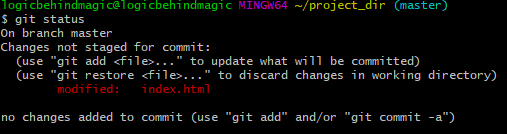 logicbehindmagic@logicbehindmagic MINGW64 ~/project_dir (master)
$ git status
On branch master
Changes not staged for commit:
  (use "git add <file>..." to update what will be committed)
  (use "git restore <file>..." to discard changes in working directory)
        modified:   index.html

no changes added to commit (use "git add" and/or "git commit -a")